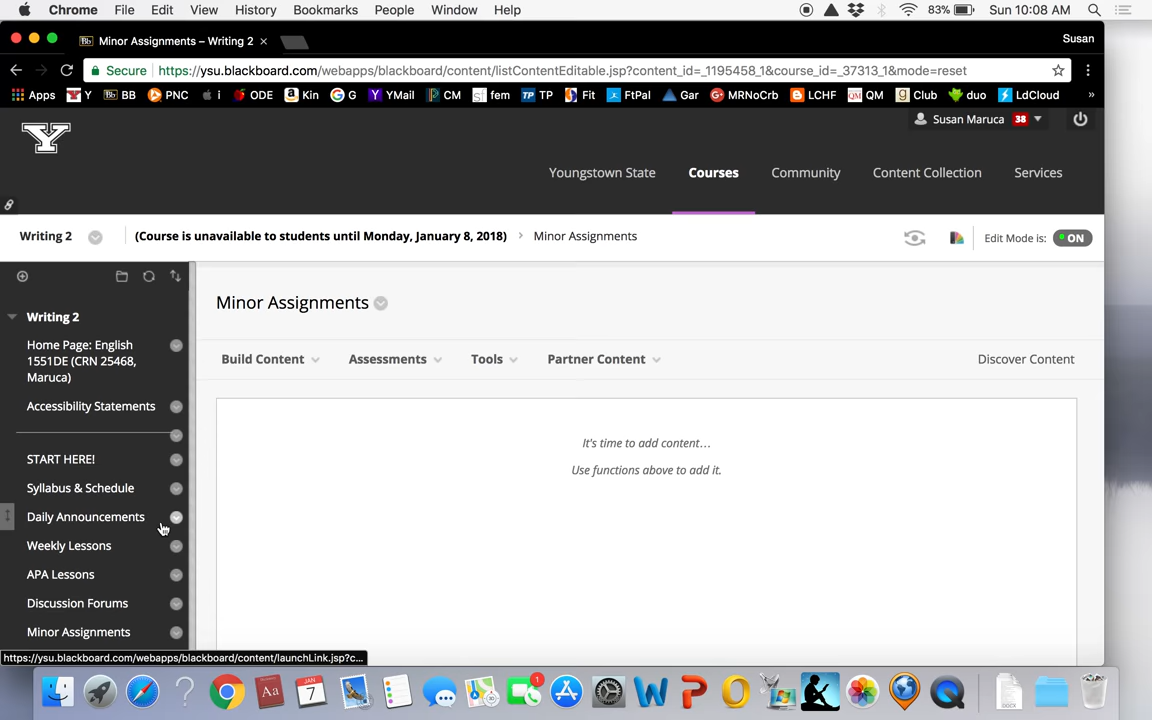 Chrome File Edit View History Bookmarks People Window Help 83% Sun 10:08 AM
Minor Assignments – Writing 2 × Susan
Secure https://ysu.blackboard.com/webapps/blackboard/content/listContentEditable.jsp?content_id=_1195458_1&course_id=_37313_1&mode=reset
Apps Y BB PNC i ODE Kin G YMail CM fem TP Fit FtPal Gar MRNoCrb LCHF QM Club duo LdCloud »
Susan Maruca 38
Y
Youngstown State Courses Community Content Collection Services
Writing 2 (Course is unavailable to students until Monday, January 8, 2018) > Minor Assignments Edit Mode is: ON
Writing 2
Home Page: English
1551DE (CRN 25468,
Maruca)
Accessibility Statements
START HERE!
Syllabus & Schedule
Daily Announcements
Weekly Lessons
APA Lessons
Discussion Forums
Minor Assignments
Minor Assignments
Build Content Assessments Tools Partner Content Discover Content
It's time to add content...
Use functions above to add it.
https://ysu.blackboard.com/webapps/blackboard/content/launchLink.jsp?c...
Aa JAN 7 1 W P O DOCX